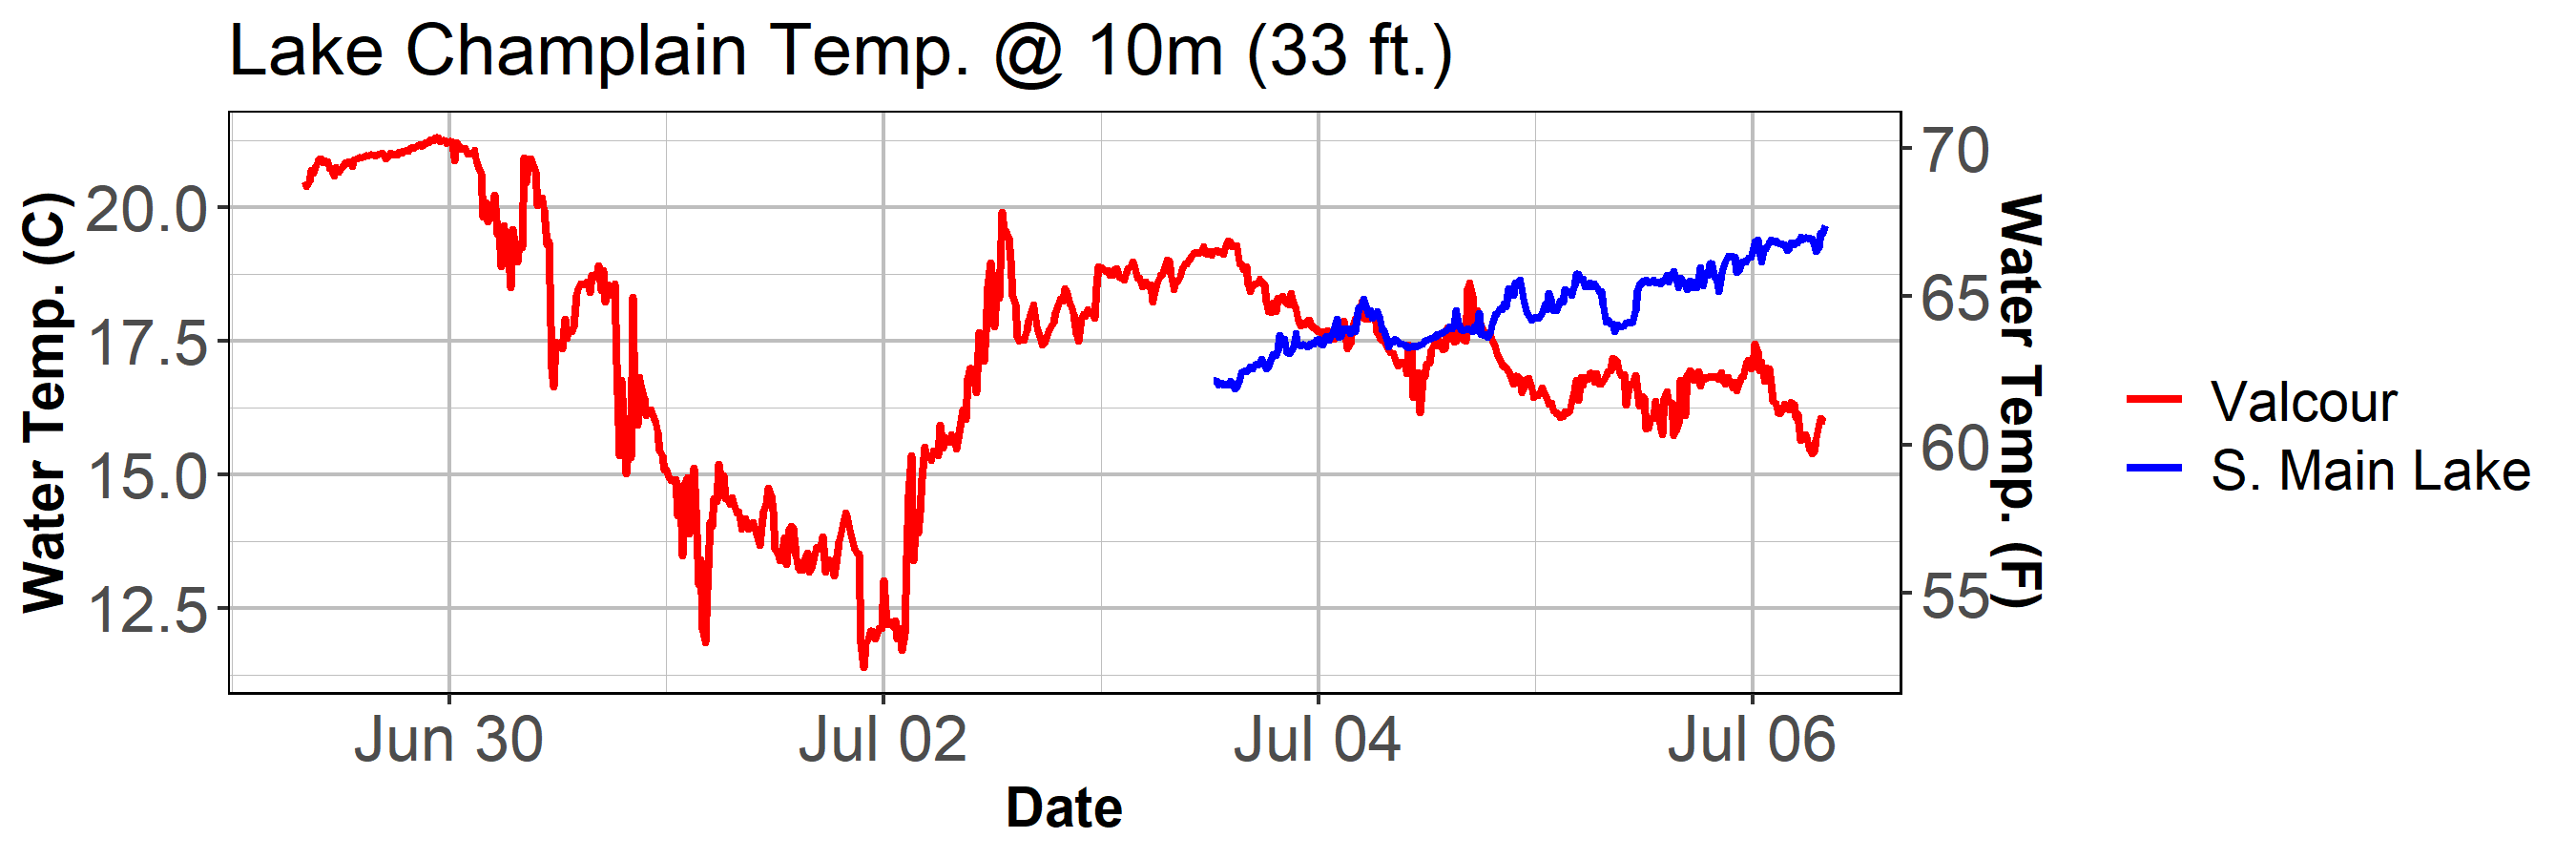 Lake Champlain Temp. @ 10m (33 ft.)
Water Temp. (C)
20.0
17.5
15.0
12.5
70
65
60
55
Water Temp. (F)
Jun 30
Jul 02
Jul 04
Jul 06
Date
Valcour
S. Main Lake